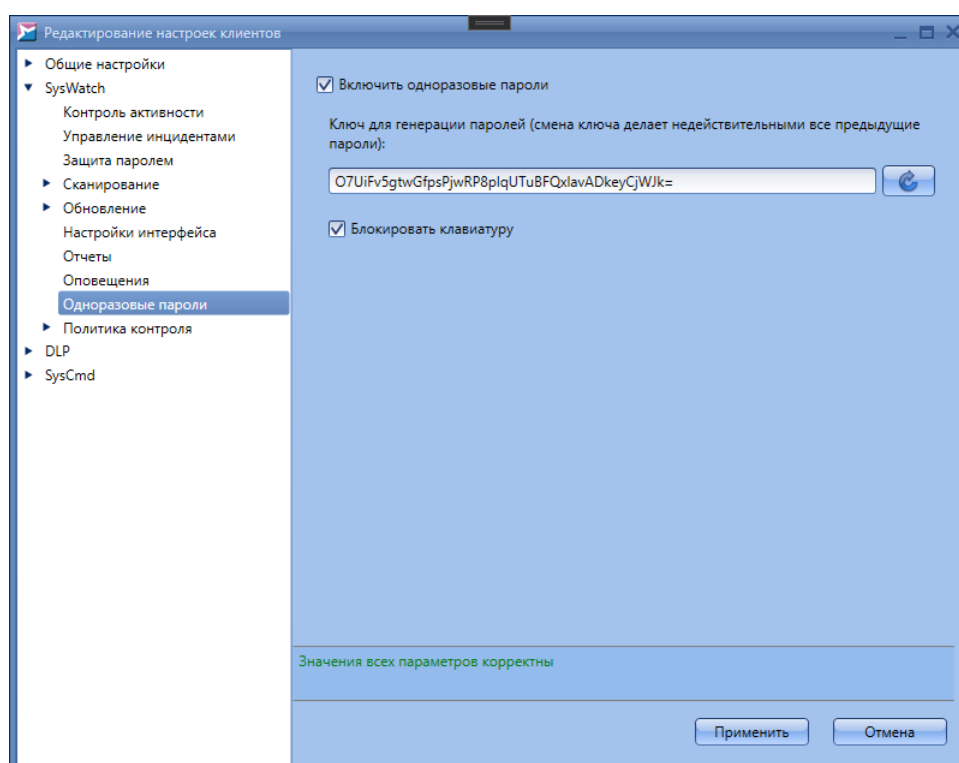 Редактирование настроек клиентов
Общие настройки
SysWatch
Контроль активности
Управление инцидентами
Защита паролем
Сканирование
Обновление
Настройки интерфейса
Отчеты
Оповещения
Одноразовые пароли
Политика контроля
DLP
SysCmd
Включить одноразовые пароли
Ключ для генерации паролей (смена ключа делает недействительными все предыдущие
пароли):
O7UiFv5gtwGfpsPjwRP8plqUTuBFQxlavADkeyCjWJk=
Блокировать клавиатуру
Значения всех параметров корректны
Применить
Отмена